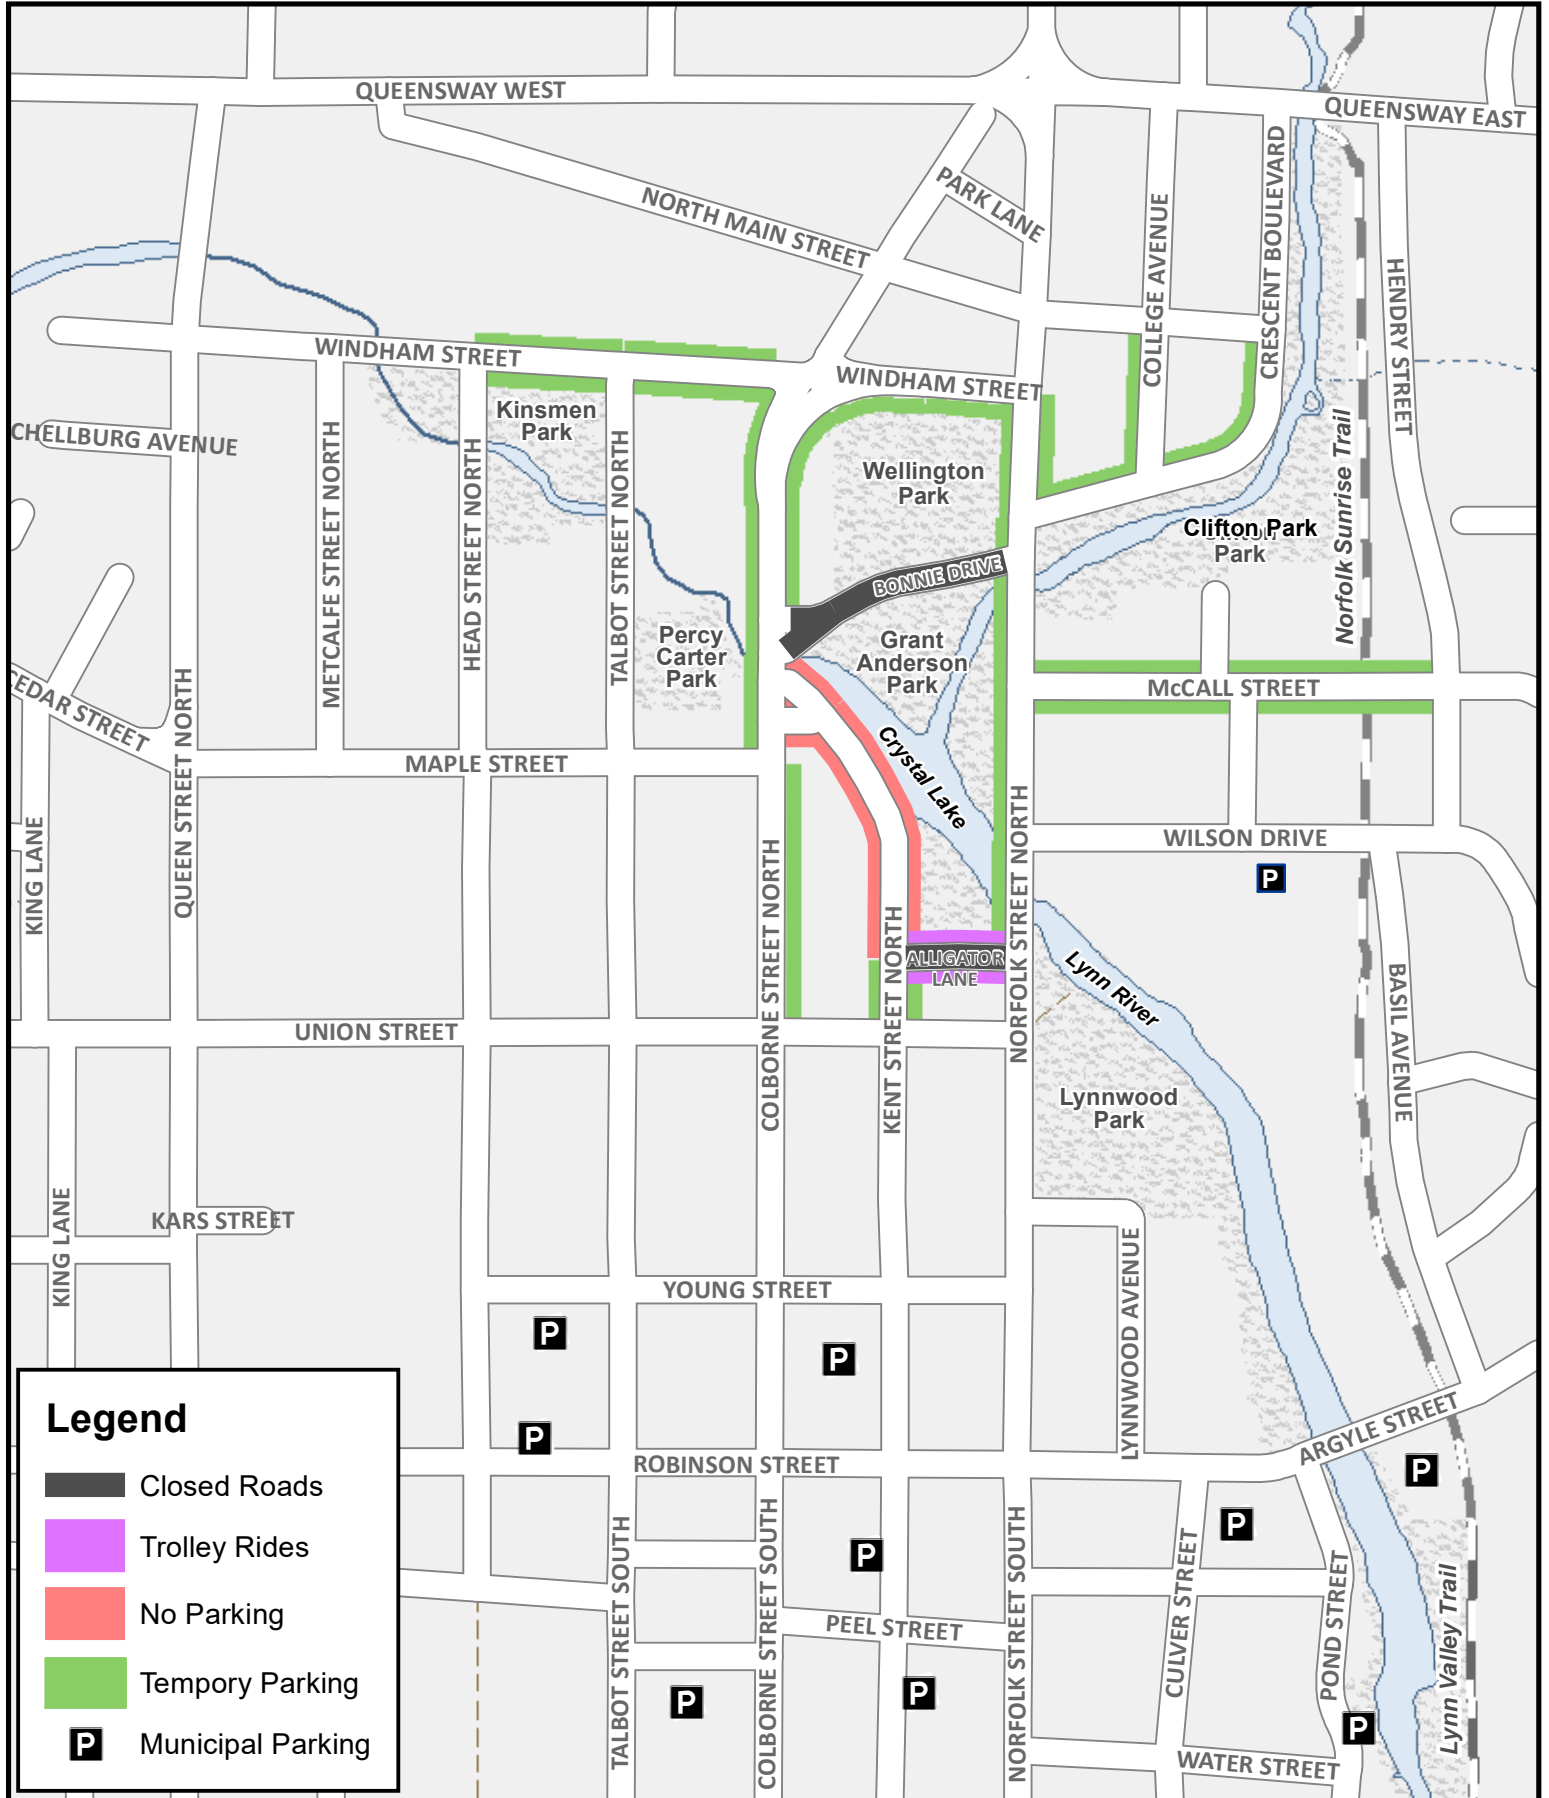 QUEENSWAY WEST
QUEENSWAY EAST
NORTH MAIN STREET
PARK LANE
COLLEGE AVENUE
CRESCENT BOULEVARD
HENDRY STREET
WINDHAM STREET
WINDHAM STREET
CHELLBURG AVENUE
Kinsmen
Park
Wellington
Park
METCALFE STREET NORTH
HEAD STREET NORTH
TALBOT STREET NORTH
Norfolk Sunrise Trail
Clifton Park
Park
BONNIE DRIVE
Percy
Carter
Park
Grant
Anderson
Park
CEDAR STREET
QUEEN STREET NORTH
McCALL STREET
MAPLE STREET
Crystal Lake
KING LANE
COLBORNE STREET NORTH
KENT STREET NORTH
NORFOLK STREET NORTH
WILSON DRIVE
P
ALLIGATOR
LANE
Lynn River
BASIL AVENUE
UNION STREET
Lynnwood
Park
KING LANE
KARS STREET
LYNNWOOD AVENUE
YOUNG STREET
P
P
P
ROBINSON STREET
ARGYLE STREET
P
P
P
TALBOT STREET SOUTH
COLBORNE STREET SOUTH
NORFOLK STREET SOUTH
CULVER STREET
POND STREET
Lynn Valley Trail
PEEL STREET
P
P
P
WATER STREET
Legend
Closed Roads
Trolley Rides
No Parking
Tempory Parking
P Municipal Parking